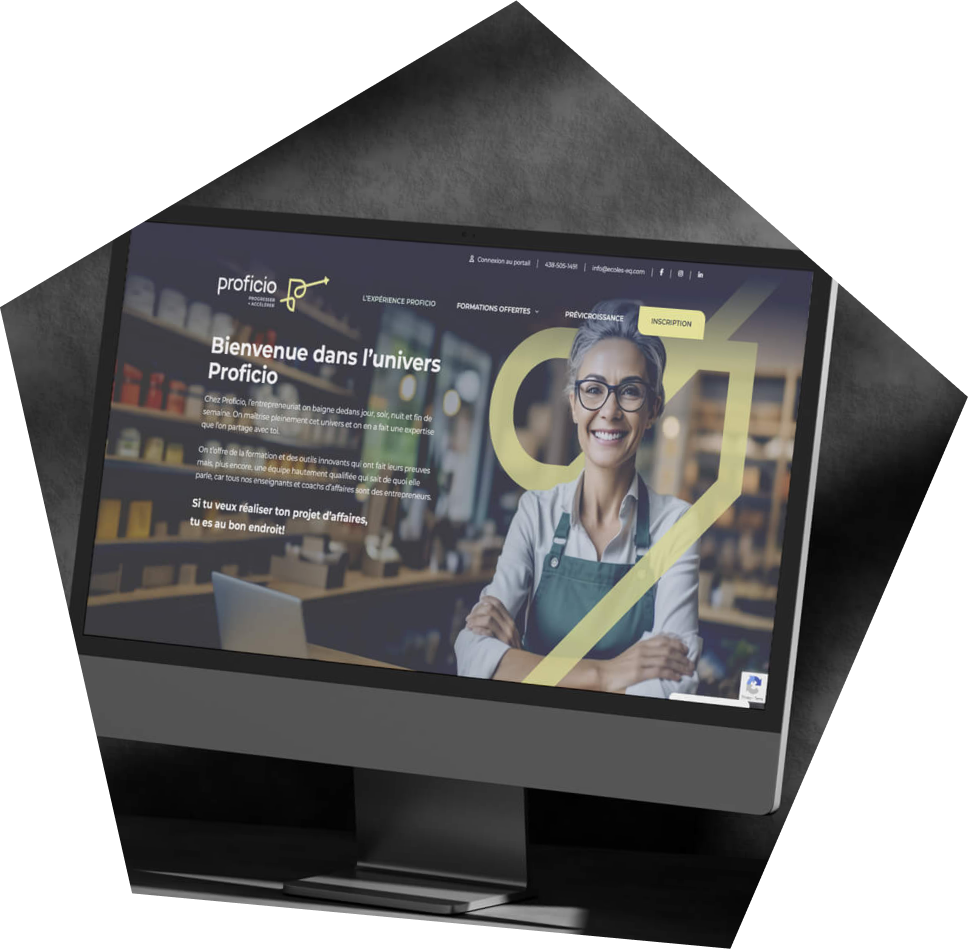 Connexion au portail
438-505-1491
info@ecoles-eq.com
proficio
PROGRESSER
+ ACCÉLÉRER
L'EXPÉRIENCE PROFICIO
FORMATIONS OFFERTES
PRÉVICROISSANCE
INSCRIPTION
Bienvenue dans l'univers
Proficio
Chez Proficio, l'entrepreneuriat on baigne dedans jour, soir, nuit et fin de
semaine. On maîtrise pleinement cet univers et on en a fait une expertise
que l'on partage avec toi.
On t'offre de la formation et des outils innovants qui ont fait leurs preuves
mais, plus encore, une équipe hautement qualifiée qui sait de quoi elle
parle, car tous nos enseignants et coachs d'affaires sont des entrepreneurs.
Si tu veux réaliser ton projet d'affaires,
tu es au bon endroit!